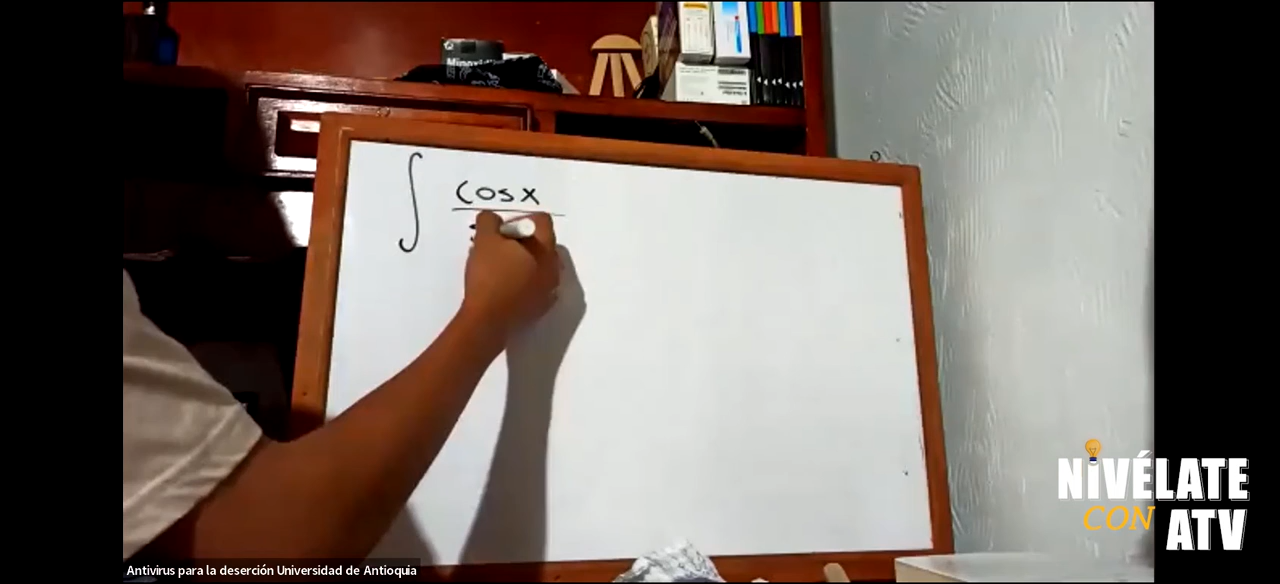 ∫ cosx
NIVÉLATE
CON
ATV
Antivirus para la deserción Universidad de Antioquia